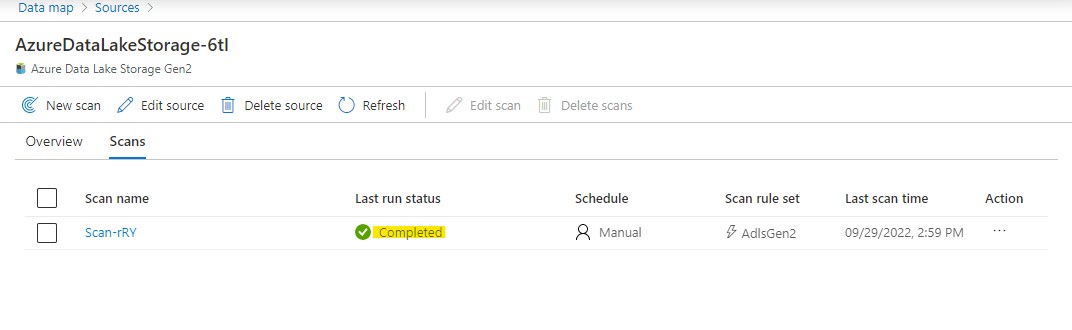 Data map > Sources >
AzureDataLakeStorage-6tl
Azure Data Lake Storage Gen2
New scan Edit source Delete source Refresh Edit scan Delete scans
Overview Scans
Scan name Last run status Schedule Scan rule set Last scan time Action
Scan-rRY Completed Manual AdlsGen2 09/29/2022, 2:59 PM ...